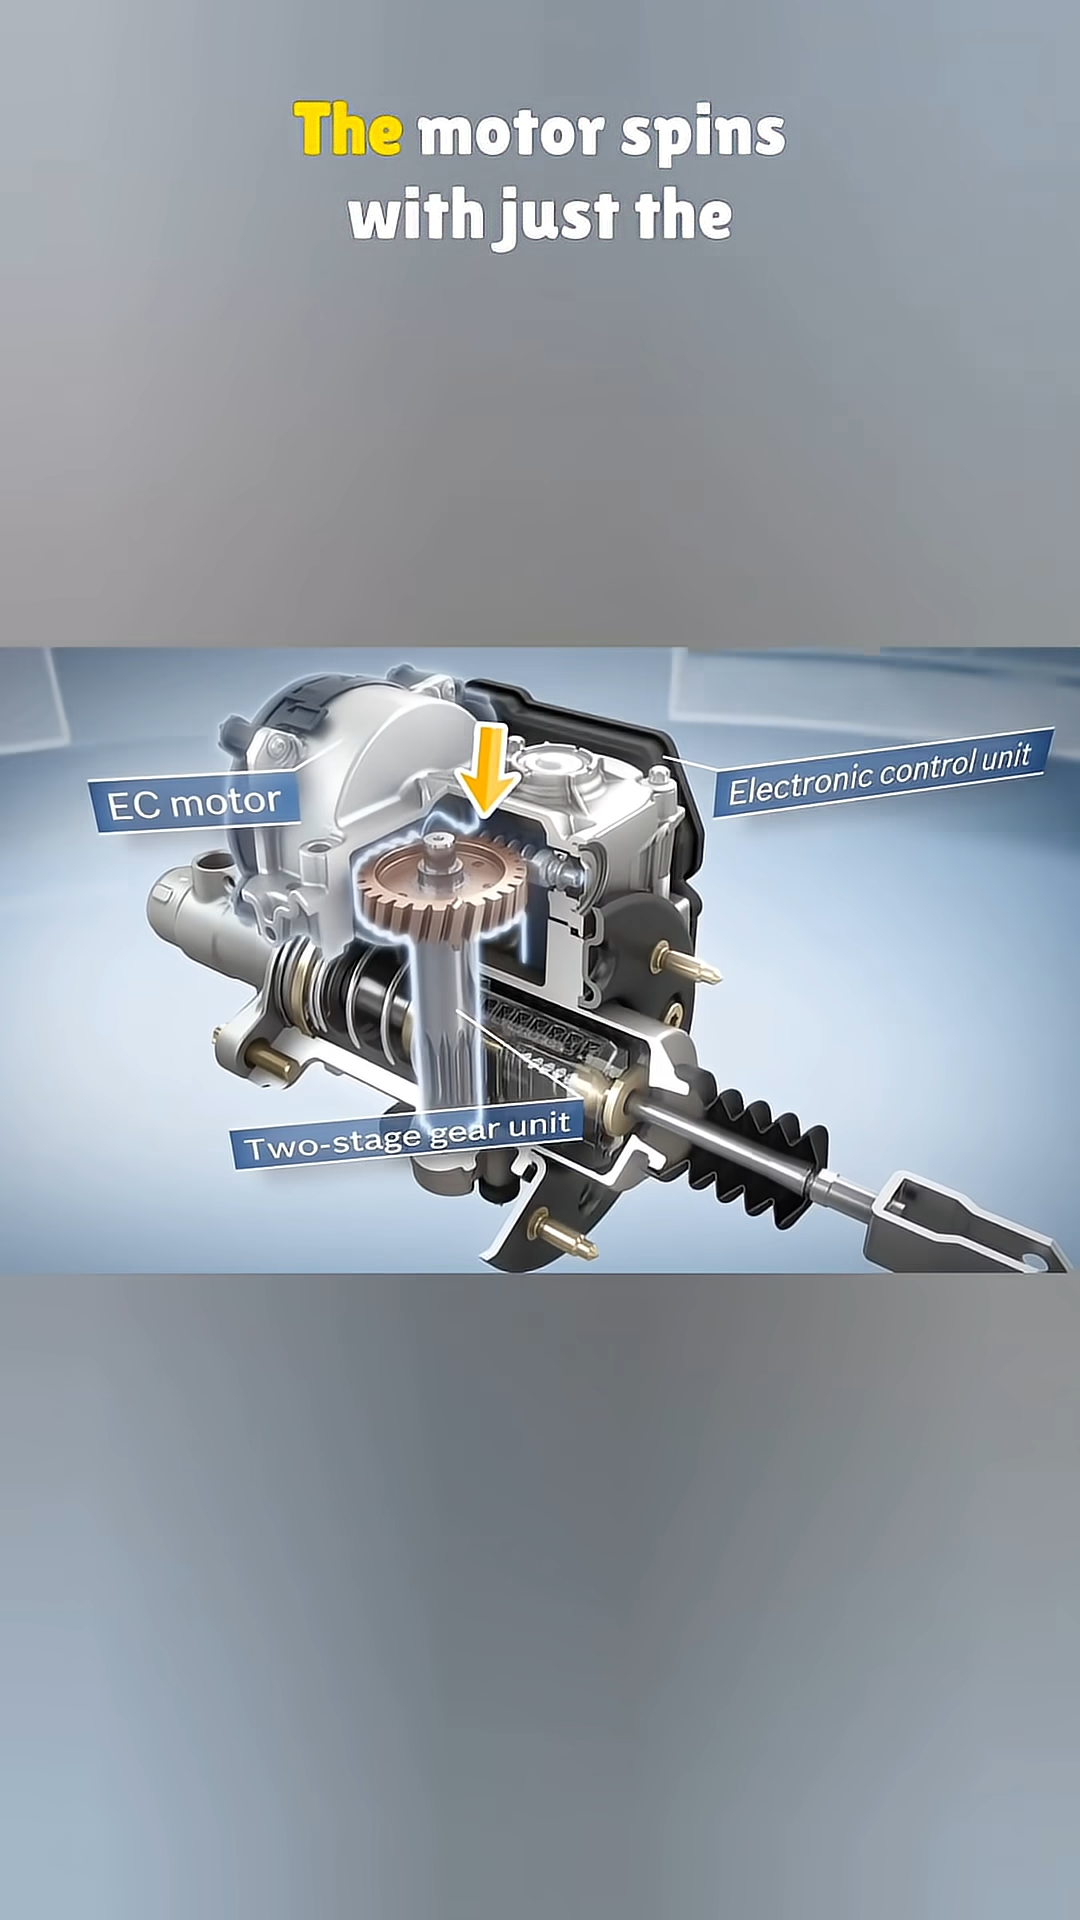 The motor spins
with just the
EC motor
Electronic control unit
Two-stage gear unit